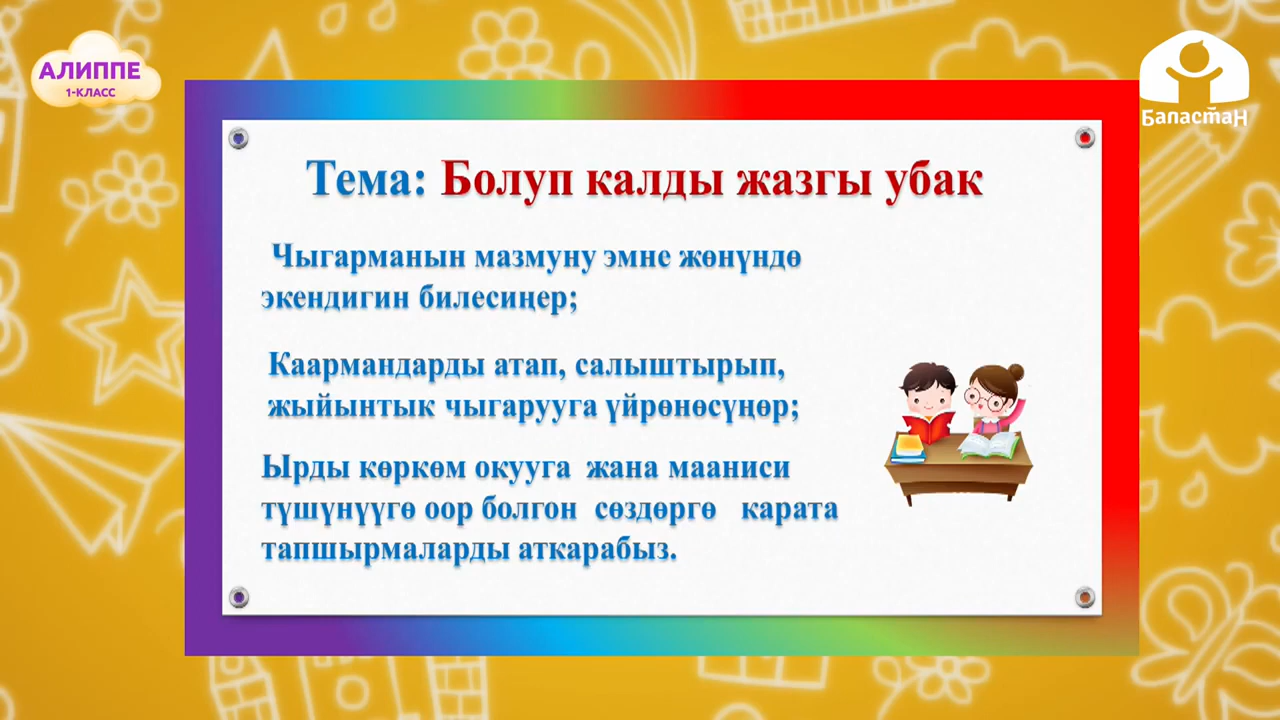 АЛИППЕ
1-КЛАСС
Баластан
Тема: Болуп калды жазгы убак
Чыгарманын мазмуну эмне жөнүндө
экендигин билесиңер;
Каармандарды атап, салыштырып,
жыйынтык чыгарууга үйрөнөсүңөр;
Ырды көркөм окууга жана мааниси
түшүнүүгө оор болгон сөздөргө карата
тапшырмаларды аткарабыз.